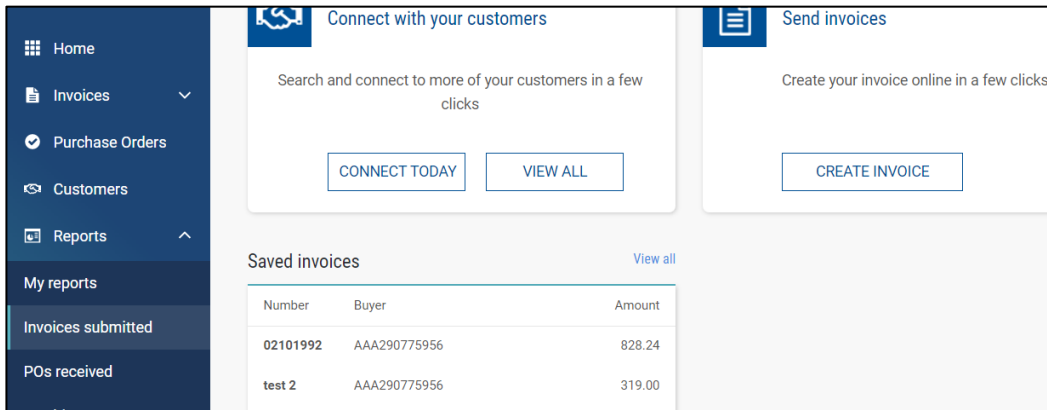 Home
Invoices
Purchase Orders
Customers
Reports
My reports
Invoices submitted
POs received
Connect with your customers
Search and connect to more of your customers in a few
clicks
CONNECT TODAY VIEW ALL
Send invoices
Create your invoice online in a few clicks
CREATE INVOICE
Saved invoices View all
Number Buyer Amount
02101992 AAA290775956 828.24
test 2 AAA290775956 319.00